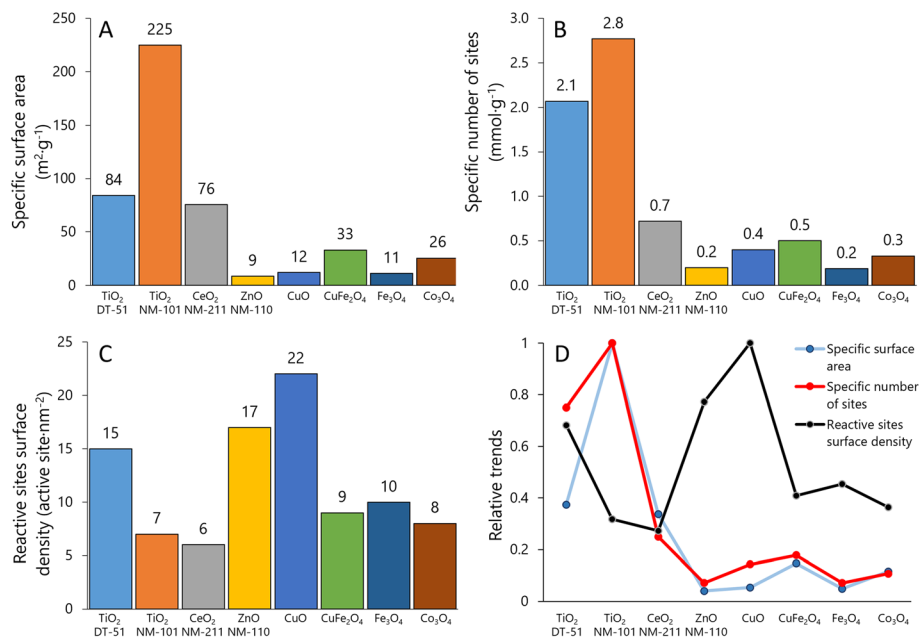 A
Specific surface area
(m²·g⁻¹)
250
200
150
100
50
0
84
225
76
9
12
33
11
26
TiO₂ TiO₂ CeO₂ ZnO CuO CuFe₂O₄ Fe₃O₄ Co₃O₄
DT-51 NM-101 NM-211 NM-110
B
Specific number of sites
(mmol·g⁻¹)
3.0
2.5
2.0
1.5
1.0
0.5
0.0
2.1
2.8
0.7
0.2
0.4
0.5
0.2
0.3
TiO₂ TiO₂ CeO₂ ZnO CuO CuFe₂O₄ Fe₃O₄ Co₃O₄
DT-51 NM-101 NM-211 NM-110
C
Reactive sites surface
density (active site·nm⁻²)
25
20
15
10
5
0
15
7
6
17
22
9
10
8
TiO₂ TiO₂ CeO₂ ZnO CuO CuFe₂O₄ Fe₃O₄ Co₃O₄
DT-51 NM-101 NM-211 NM-110
D
Relative trends
1
0.8
0.6
0.4
0.2
0
Specific surface
area
Specific number
of sites
Reactive sites
surface density
TiO₂ TiO₂ CeO₂ ZnO CuO CuFe₂O₄ Fe₃O₄ Co₃O₄
DT-51 NM-101 NM-211 NM-110